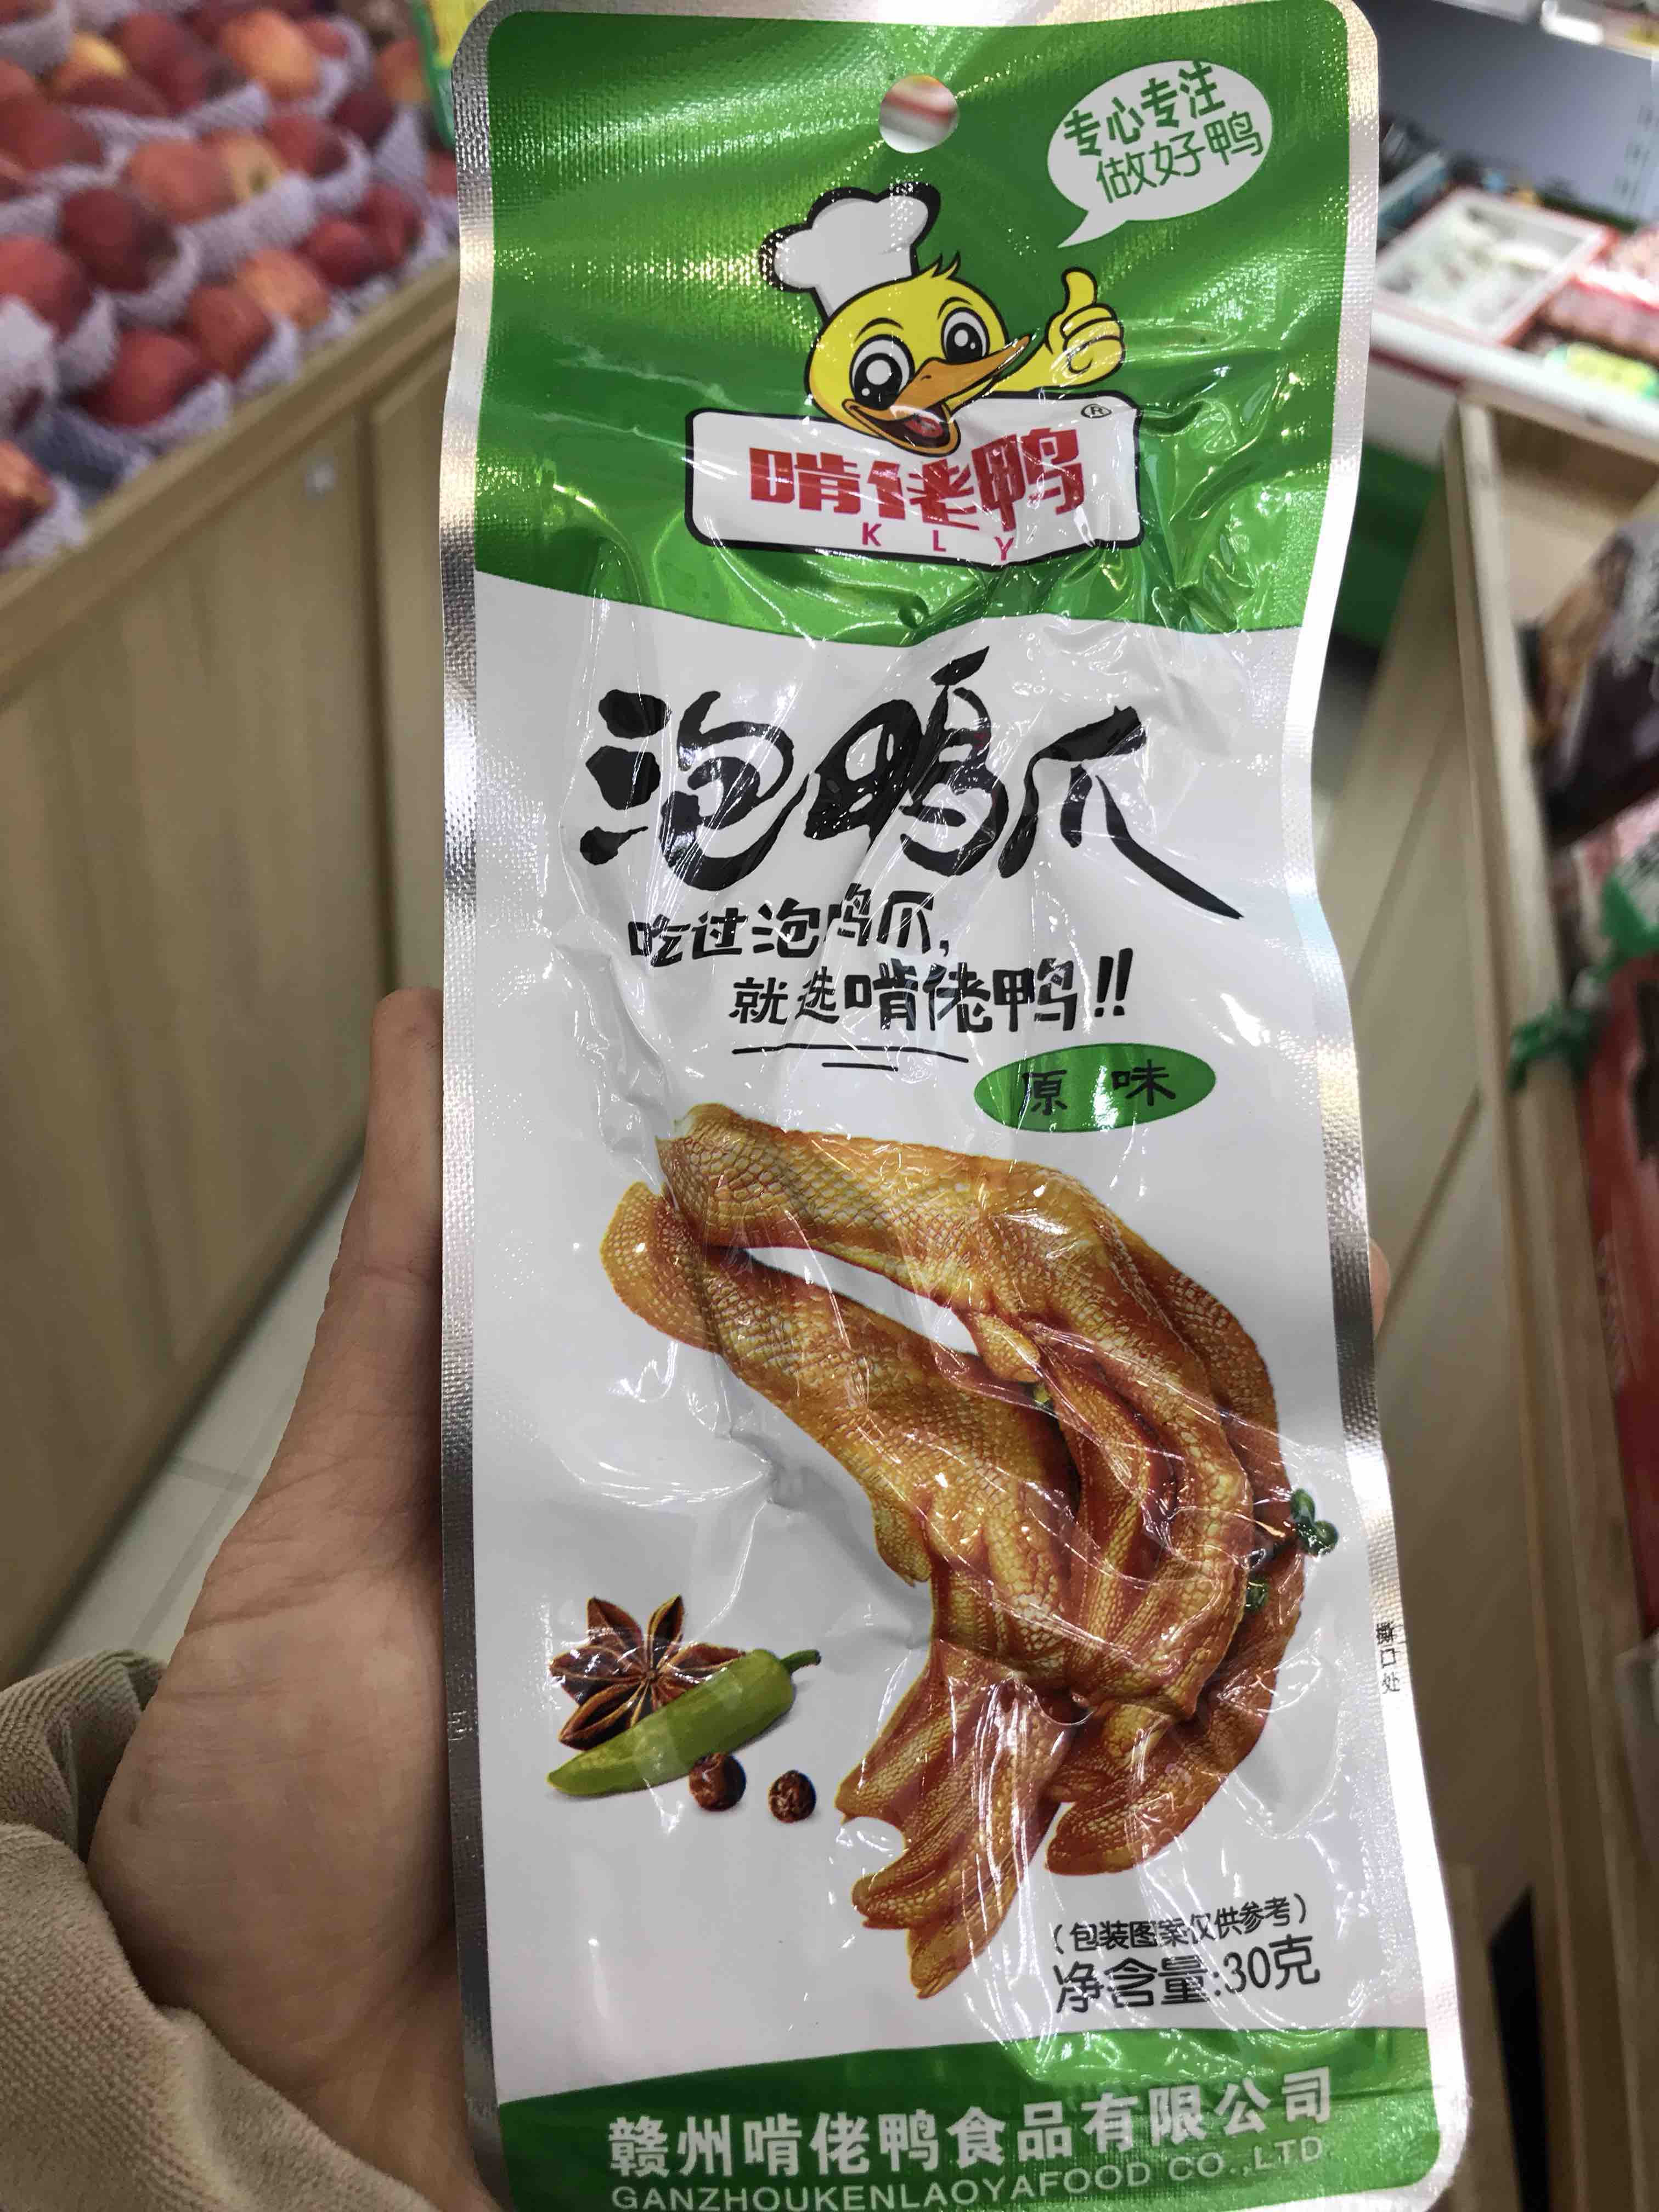 专心专注
做好鸭
啃佬鸭
®
KLY
泡鸭爪
吃过泡鸭爪,
就选啃佬鸭!!
原味
撕口处
(包装图案仅供参考)
净含量:30克
赣州啃佬鸭食品有限公司
GANZHOUKENLAOYAFOOD CO.,LTD